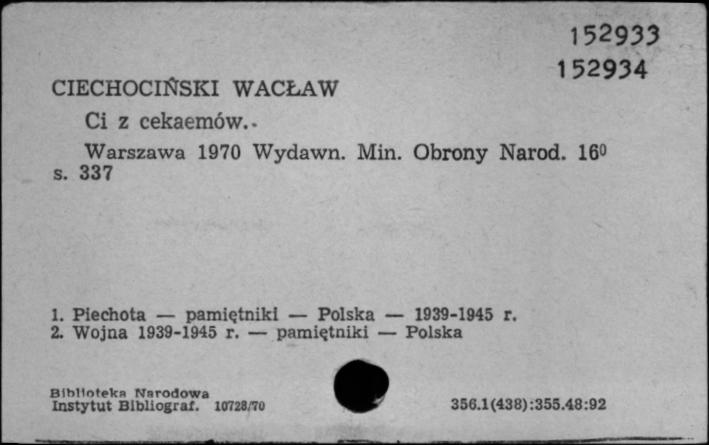 152933
152934
CIECHOCIŃSKI WACŁAW
Ci z cekaemów..
Warszawa 1970 Wydawn. Min. Obrony Narod. 16⁰
s. 337
1. Piechota — pamiętniki — Polska — 1939-1945 r.
2. Wojna 1939-1945 r. — pamiętniki — Polska
Biblioteka Narodowa
Instytut Bibliograf. 10728/70
356.1(438):355.48:92